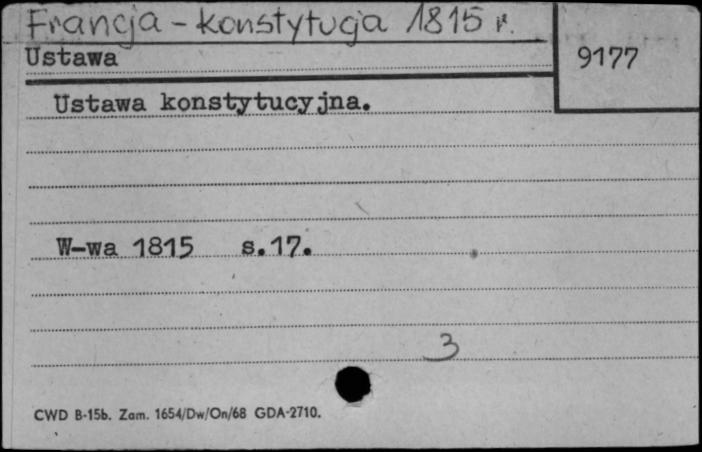 Francja - konstytucja 1815 r.
Ustawa
9177
Ustawa konstytucyjna.
W-wa 1815 s.17.
3
CWD B-15b. Zam. 1654/Dw/On/68 GDA-2710.